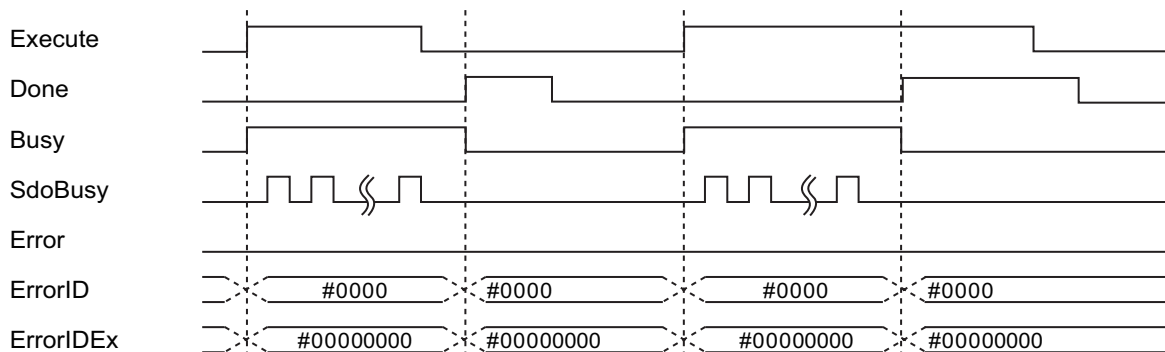 Execute
Done
Busy
SdoBusy
Error
ErrorID #0000 #0000 #0000 #0000
ErrorIDEx #00000000 #00000000 #00000000 #00000000